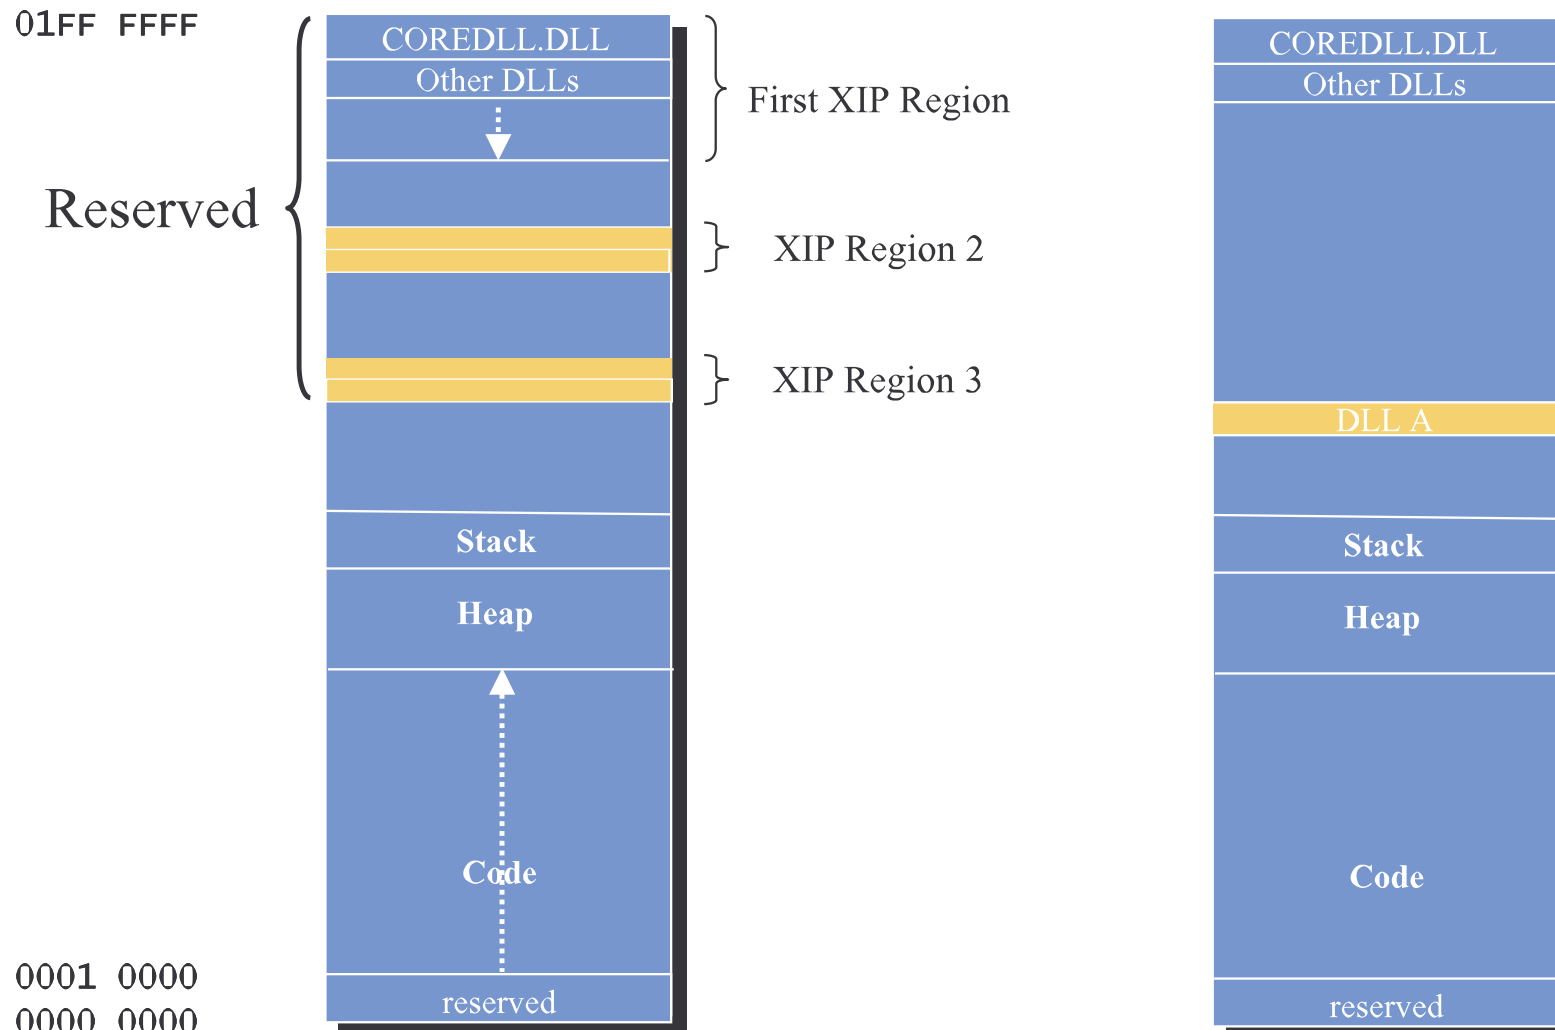 01FF FFFF
COREDLL.DLL
Other DLLs
First XIP Region
Reserved
XIP Region 2
XIP Region 3
Stack
Heap
Code
0001 0000
reserved
0000 0000
COREDLL.DLL
Other DLLs
DLL A
Stack
Heap
Code
reserved